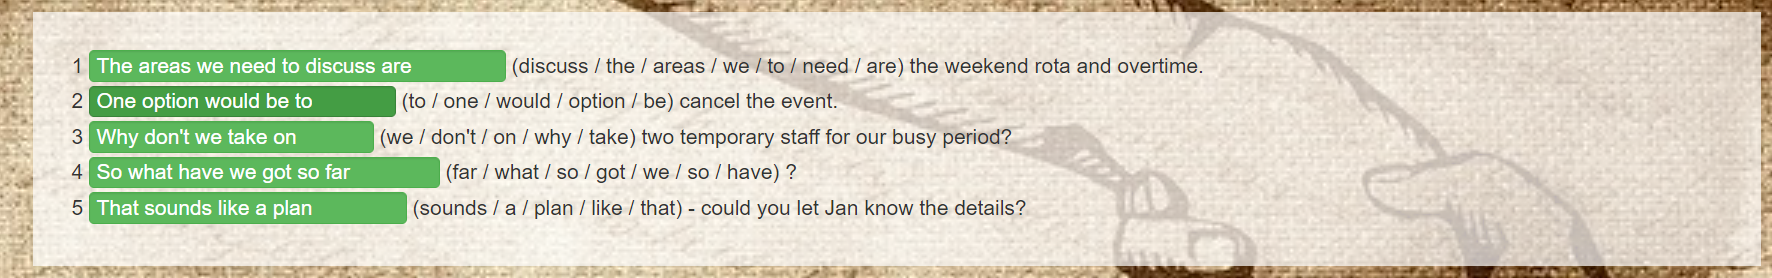 1 The areas we need to discuss are (discuss / the / areas / we / to / need / are) the weekend rota and overtime.
2 One option would be to (to / one / would / option / be) cancel the event.
3 Why don't we take on (we / don't / on / why / take) two temporary staff for our busy period?
4 So what have we got so far (far / what / so / got / we / so / have) ?
5 That sounds like a plan (sounds / a / plan / like / that) - could you let Jan know the details?